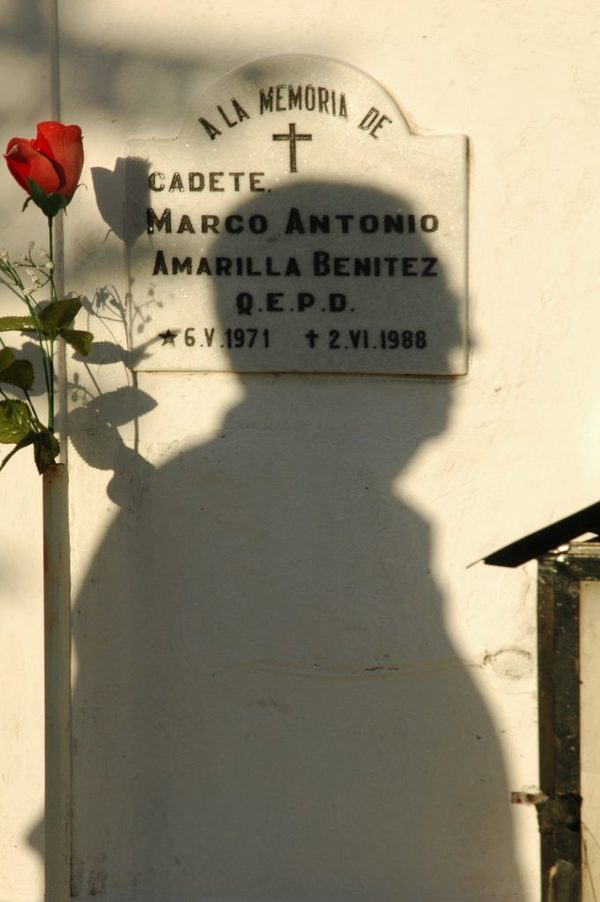 A LA MEMORIA DE
CADETE.
MARCO ANTONIO
AMARILLA BENITEZ
Q.E.P.D.
★ 6.V.1971 ✝ 2.VI.1988